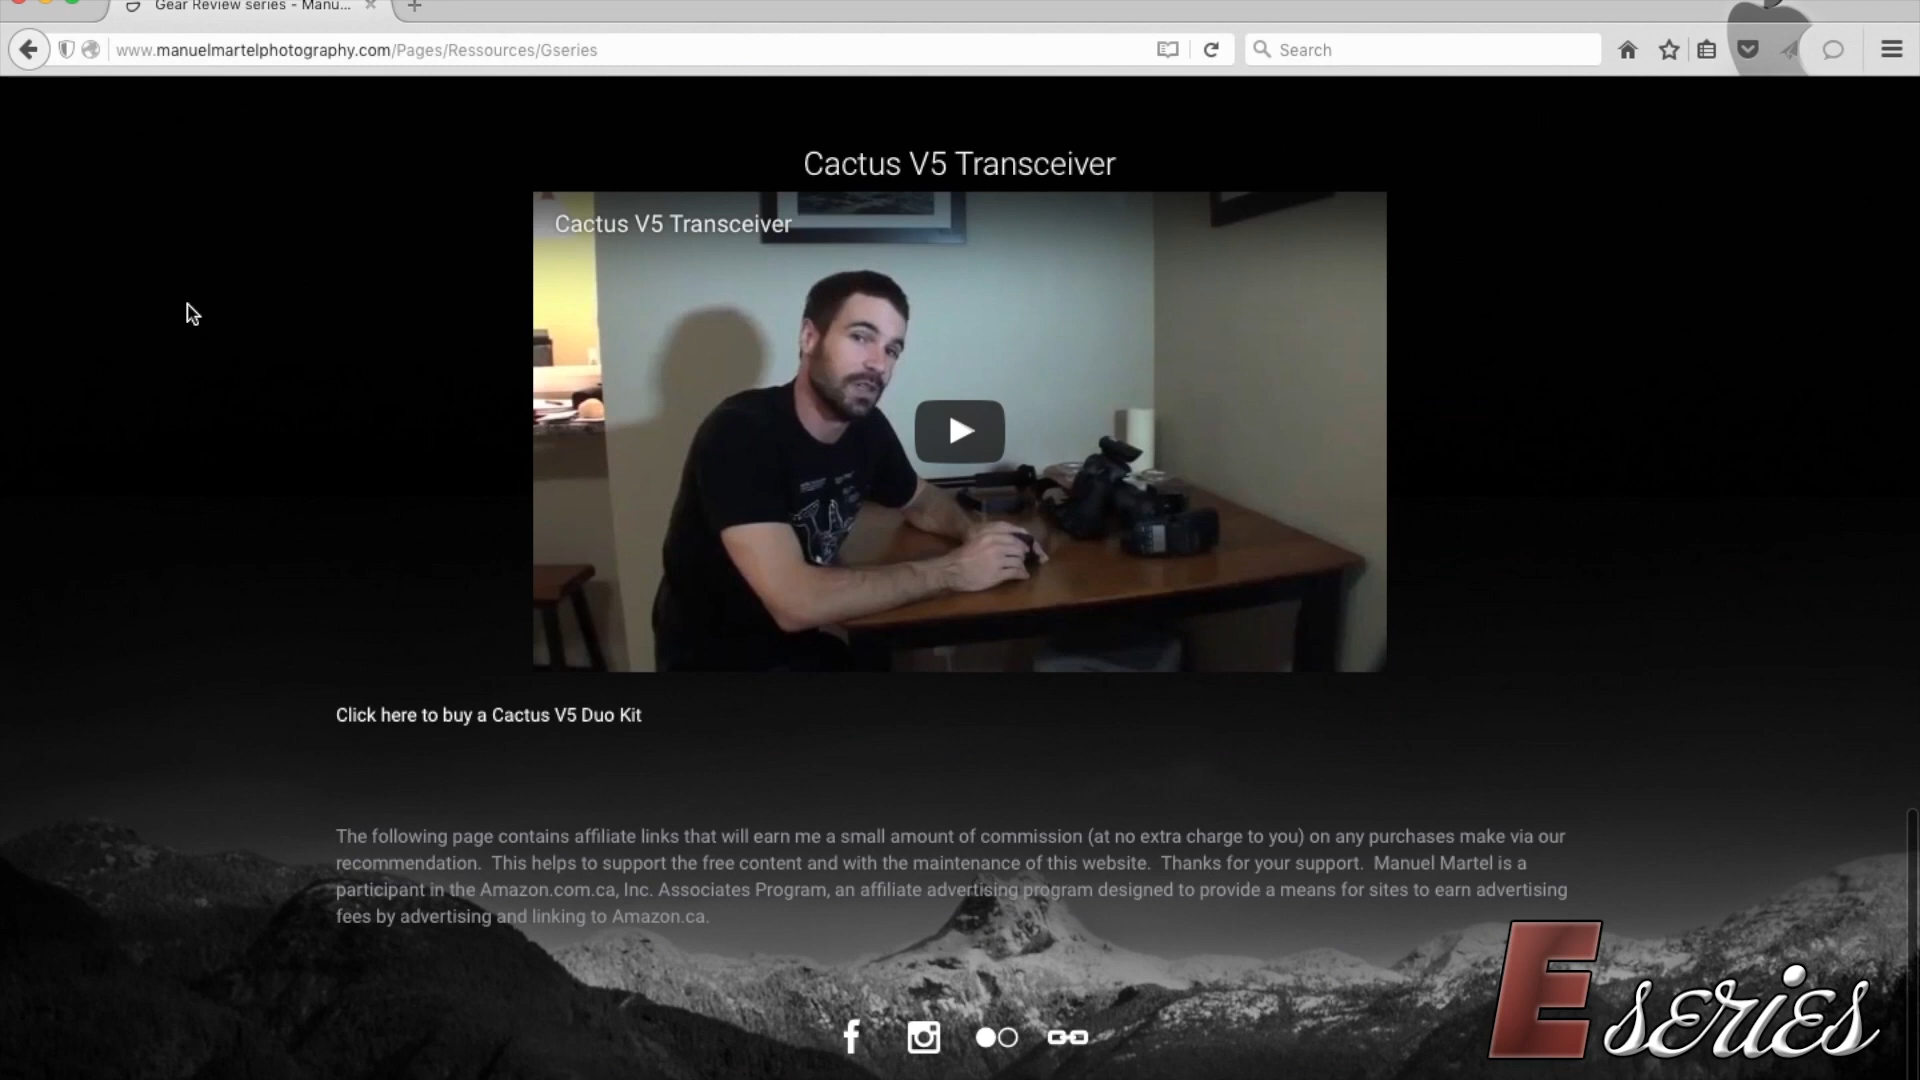 Gear Review series - Manu...
www.manuelmartelphotography.com/Pages/Ressources/Gseries
Search
Cactus V5 Transceiver
Cactus V5 Transceiver
Click here to buy a Cactus V5 Duo Kit
The following page contains affiliate links that will earn me a small amount of commission (at no extra charge to you) on any purchases make via our
recommendation.  This helps to support the free content and with the maintenance of this website.  Thanks for your support.  Manuel Martel is a
participant in the Amazon.com.ca, Inc. Associates Program, an affiliate advertising program designed to provide a means for sites to earn advertising
fees by advertising and linking to Amazon.ca.
E series